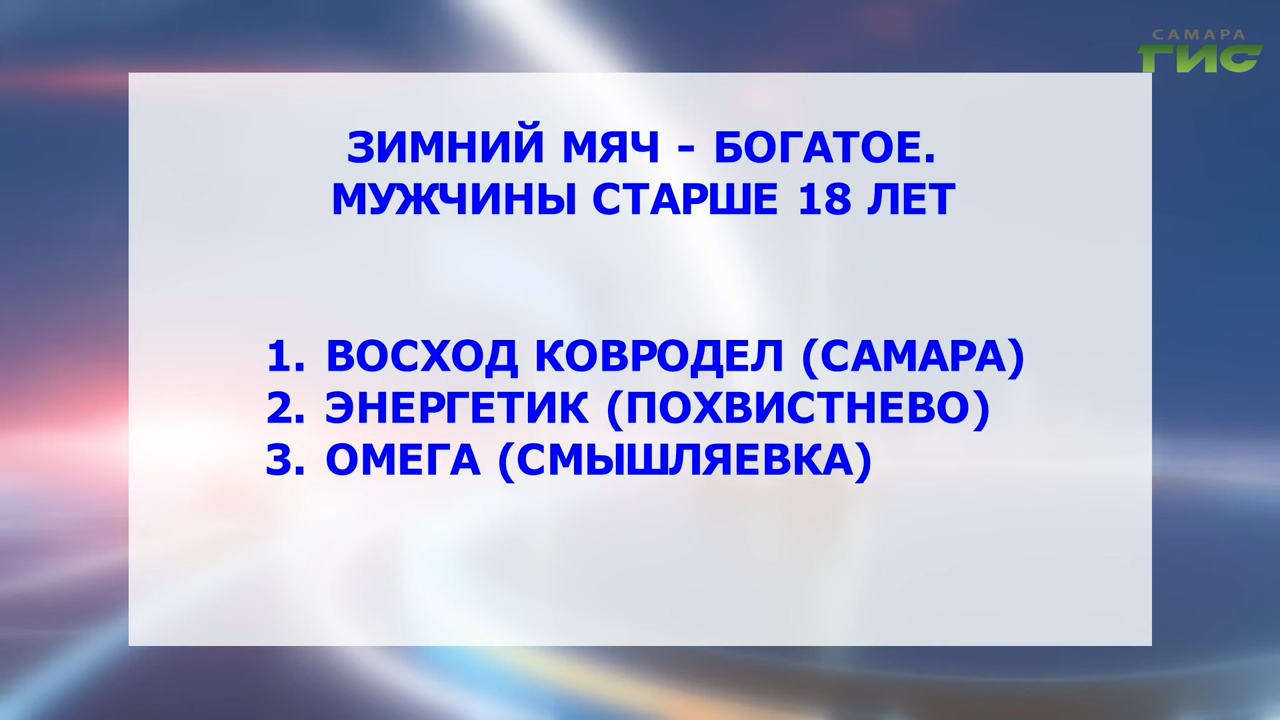 САМАРА
ГИС
ЗИМНИЙ МЯЧ - БОГАТОЕ.
МУЖЧИНЫ СТАРШЕ 18 ЛЕТ
1. ВОСХОД КОВРОДЕЛ (САМАРА)
2. ЭНЕРГЕТИК (ПОХВИСТНЕВО)
3. ОМЕГА (СМЫШЛЯЕВКА)